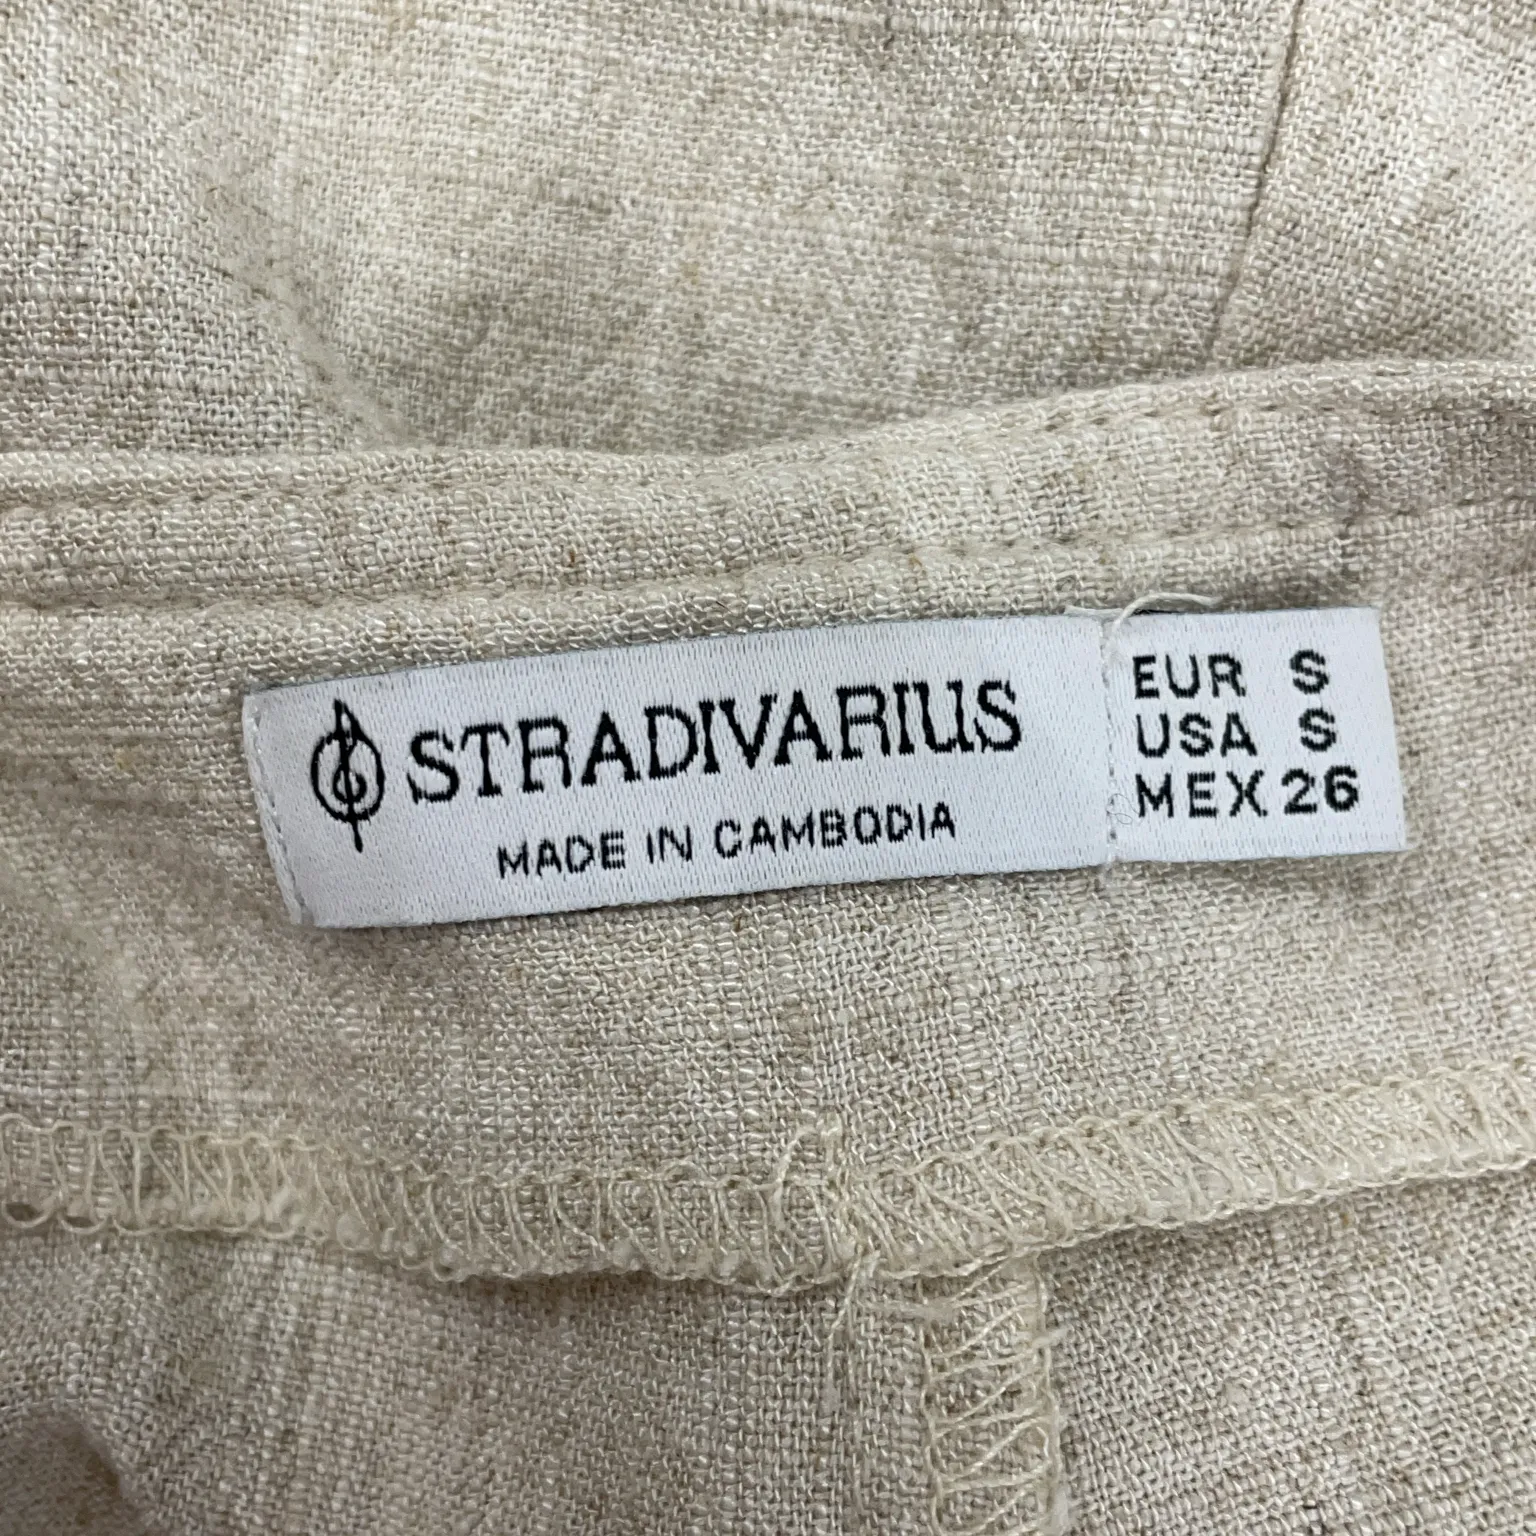 STRADIVARIUS
MADE IN CAMBODIA
EUR S
USA S
MEX 26